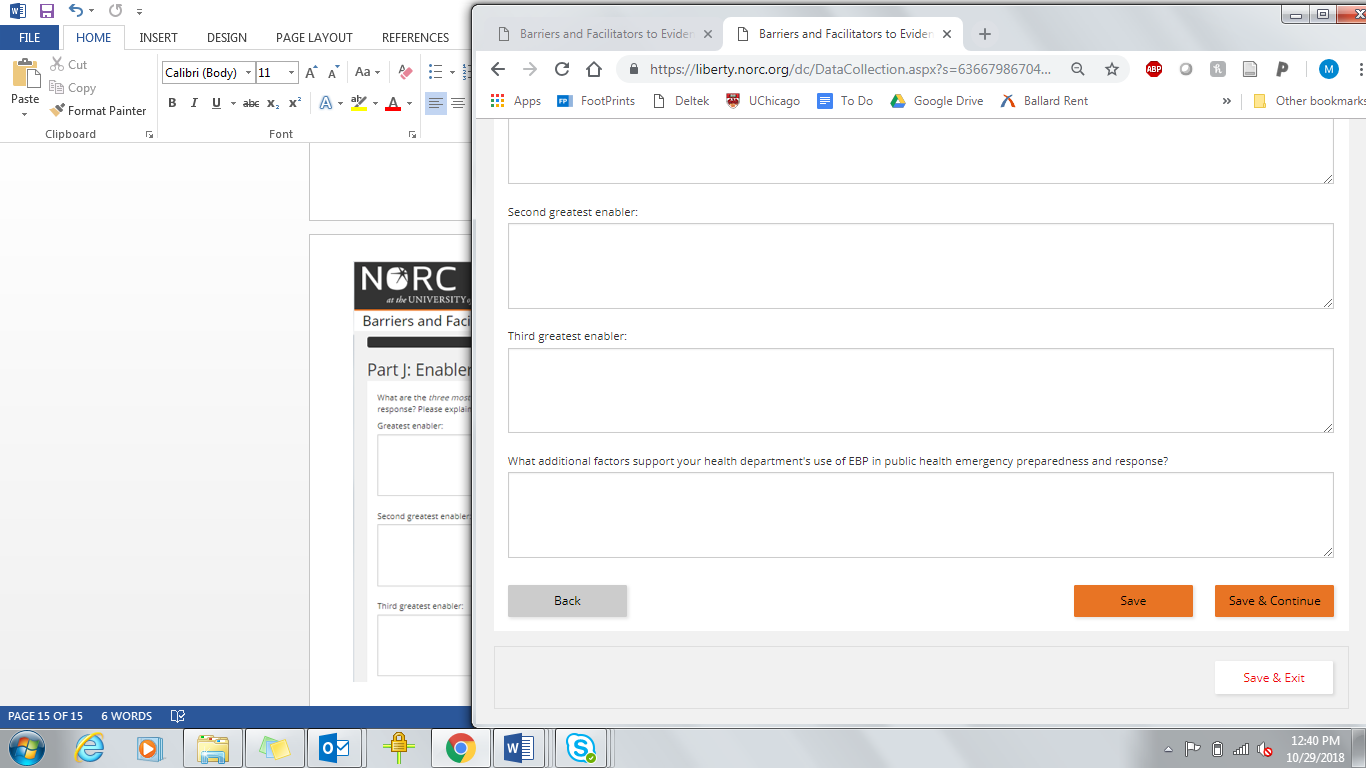 FILE HOME INSERT DESIGN PAGE LAYOUT REFERENCES
Paste
Cut
Copy
Format Painter
Calibri (Body) 11
Clipboard
Font
NORC
at the UNIVERSITY
Barriers and Faci
Part J: Enabler
What are the three most
response? Please explain
Greatest enabler:
Second greatest enabler:
Third greatest enabler:
PAGE 15 OF 15 6 WORDS
Barriers and Facilitators to Eviden
Barriers and Facilitators to Eviden
https://liberty.norc.org/dc/DataCollection.aspx?s=63667986704...
ABP
M
Apps FootPrints Deltek UChicago To Do Google Drive Ballard Rent » Other bookmarks
Second greatest enabler:
Third greatest enabler:
What additional factors support your health department's use of EBP in public health emergency preparedness and response?
Back Save Save & Continue
Save & Exit
12:40 PM
10/29/2018